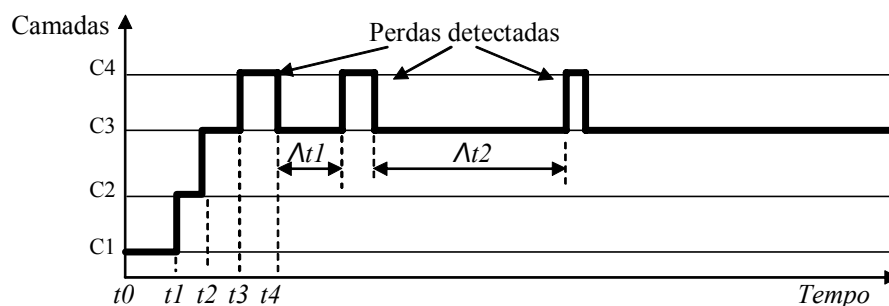 Camadas
Perdas detectadas
C4
C3
Λt1
Λt2
C2
C1
t0 t1 t2 t3 t4 Tempo